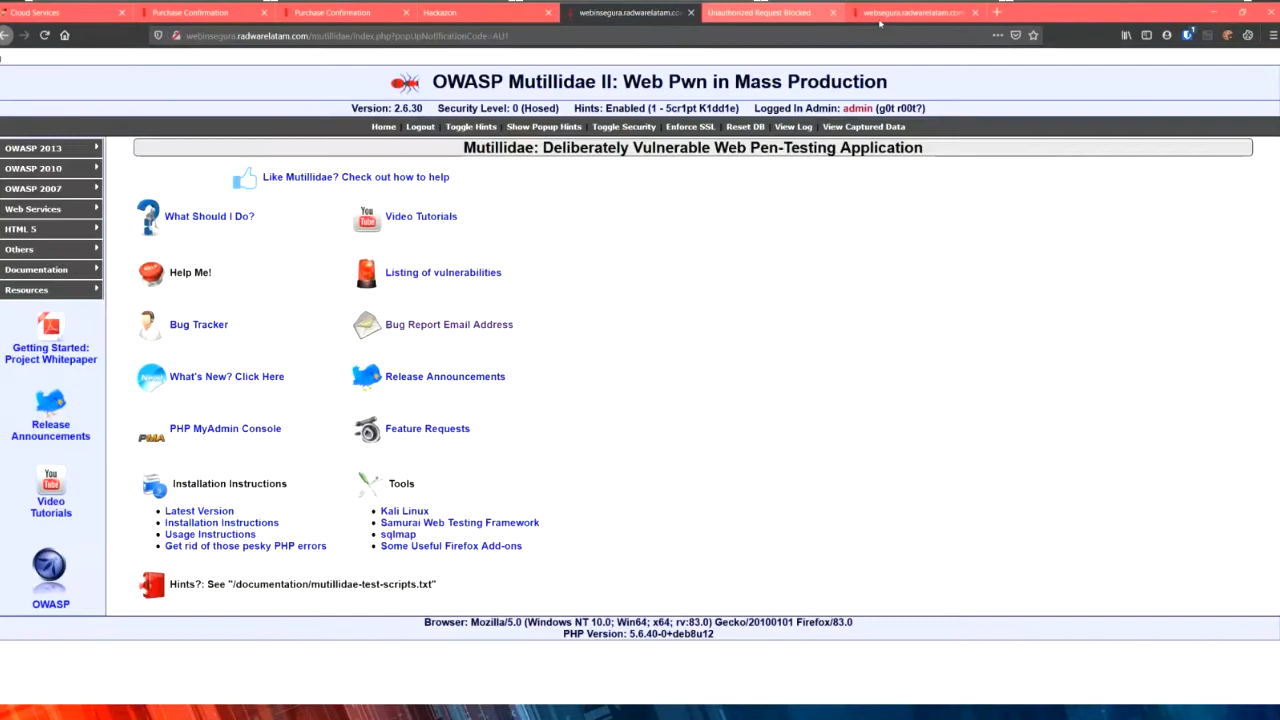 Cloud Services
Purchase Confirmation
Purchase Confirmation
Hackazon
webinsegura.radwarelatam.com
Unauthorized Request Blocked
websegura.radwarelatam.com
webinsegura.radwarelatam.com/mutillidae/index.php?popUpNotificationCode=AU1
OWASP Mutillidae II: Web Pwn in Mass Production
Version: 2.6.30 Security Level: 0 (Hosed) Hints: Enabled (1 - 5cr1pt K1dd1e) Logged In Admin: admin (g0t r00t?)
Home Logout Toggle Hints Show Popup Hints Toggle Security Enforce SSL Reset DB View Log View Captured Data
OWASP 2013
OWASP 2010
OWASP 2007
Web Services
HTML 5
Others
Documentation
Resources
Getting Started:
Project Whitepaper
Release
Announcements
You
Tube
Video
Tutorials
OWASP
Mutillidae: Deliberately Vulnerable Web Pen-Testing Application
Like Mutillidae? Check out how to help
What Should I Do?
You
Tube
Video Tutorials
Help Me!
Listing of vulnerabilities
Bug Tracker
Bug Report Email Address
What's New? Click Here
Release Announcements
PMA
PHP MyAdmin Console
Feature Requests
Installation Instructions
Tools
• Latest Version
• Installation Instructions
• Usage Instructions
• Get rid of those pesky PHP errors
• Kali Linux
• Samurai Web Testing Framework
• sqlmap
• Some Useful Firefox Add-ons
Hints?: See "/documentation/mutillidae-test-scripts.txt"
Browser: Mozilla/5.0 (Windows NT 10.0; Win64; x64; rv:83.0) Gecko/20100101 Firefox/83.0
PHP Version: 5.6.40-0+deb8u12